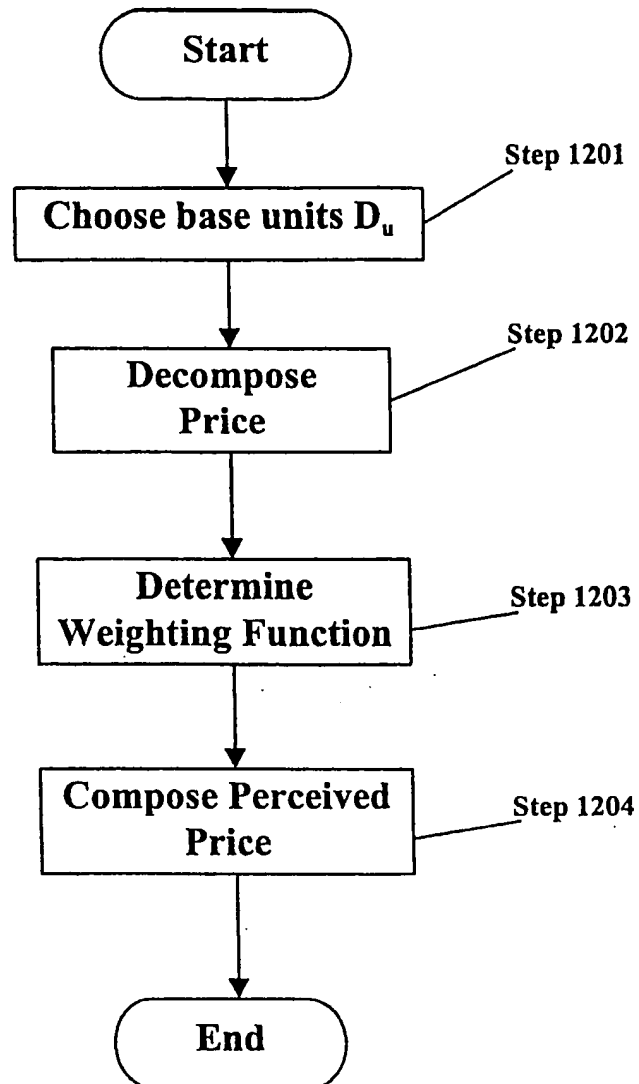 Start
Step 1201
Choose base units Du
Step 1202
Decompose
Price
Determine
Weighting Function
Step 1203
Compose Perceived
Price
Step 1204
End